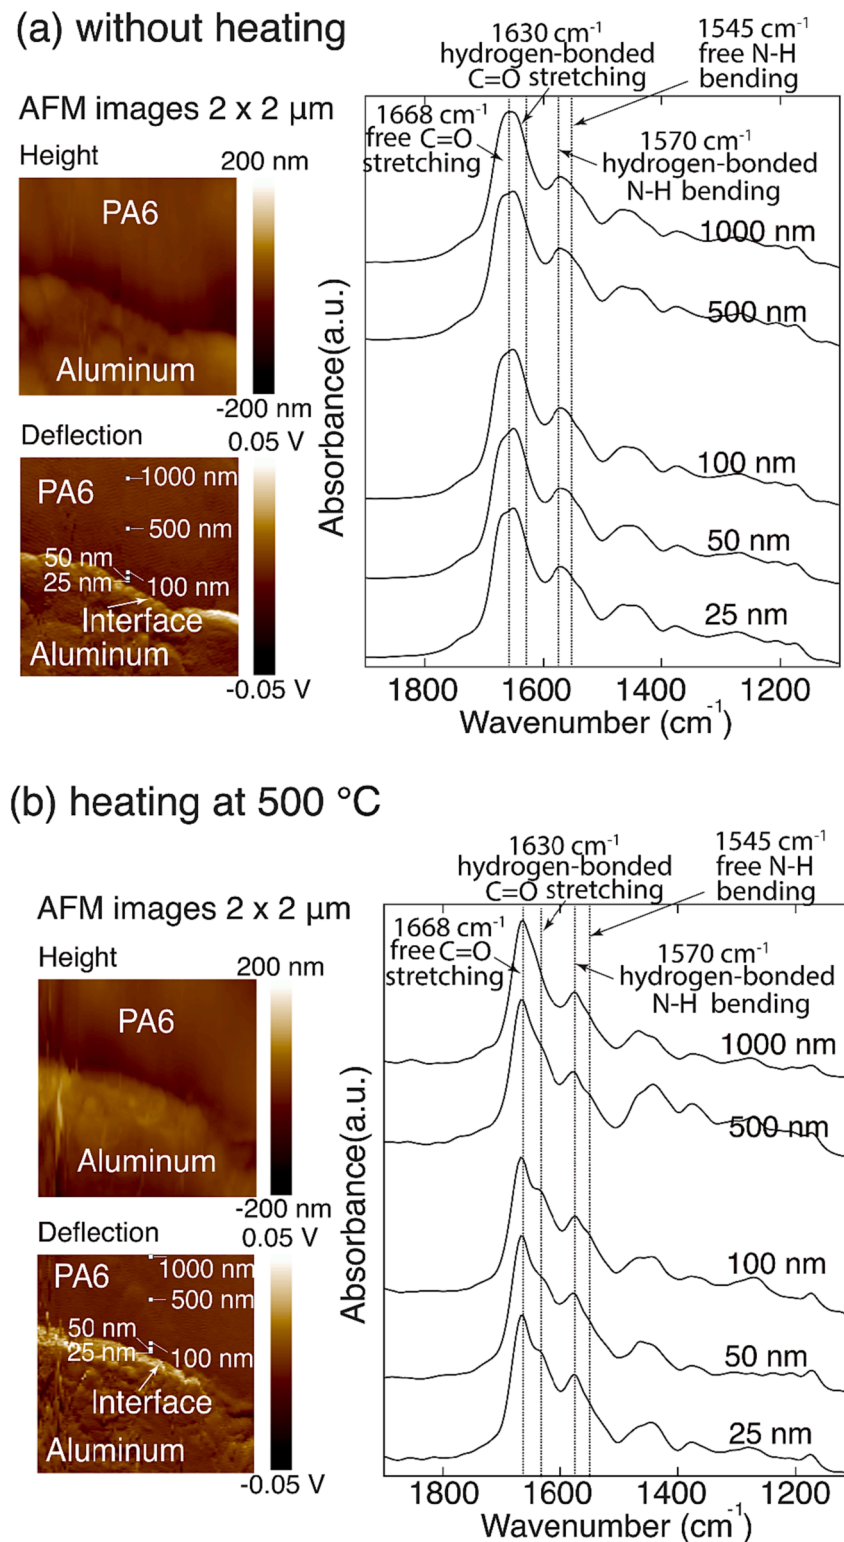 (a) without heating
AFM images 2 x 2 μm
Height
200 nm
PA6
Aluminum
-200 nm
Deflection
0.05 V
PA6
1000 nm
500 nm
50 nm
25 nm
100 nm
Interface
Aluminum
-0.05 V
1630 cm⁻¹
hydrogen-bonded
C=O stretching
1545 cm⁻¹
free N-H
bending
1668 cm⁻¹
free C=O
stretching
1570 cm⁻¹
hydrogen-bonded
N-H bending
1000 nm
500 nm
100 nm
50 nm
25 nm
Absorbance(a.u.)
1800 1600 1400 1200
Wavenumber (cm⁻¹)
(b) heating at 500 °C
AFM images 2 x 2 μm
Height
200 nm
PA6
Aluminum
-200 nm
Deflection
0.05 V
PA6
1000 nm
500 nm
50 nm
25 nm
100 nm
Interface
Aluminum
-0.05 V
1630 cm⁻¹
hydrogen-bonded
C=O stretching
1545 cm⁻¹
free N-H
bending
1668 cm⁻¹
free C=O
stretching
1570 cm⁻¹
hydrogen-bonded
N-H bending
1000 nm
500 nm
100 nm
50 nm
25 nm
Absorbance(a.u.)
1800 1600 1400 1200
Wavenumber (cm⁻¹)